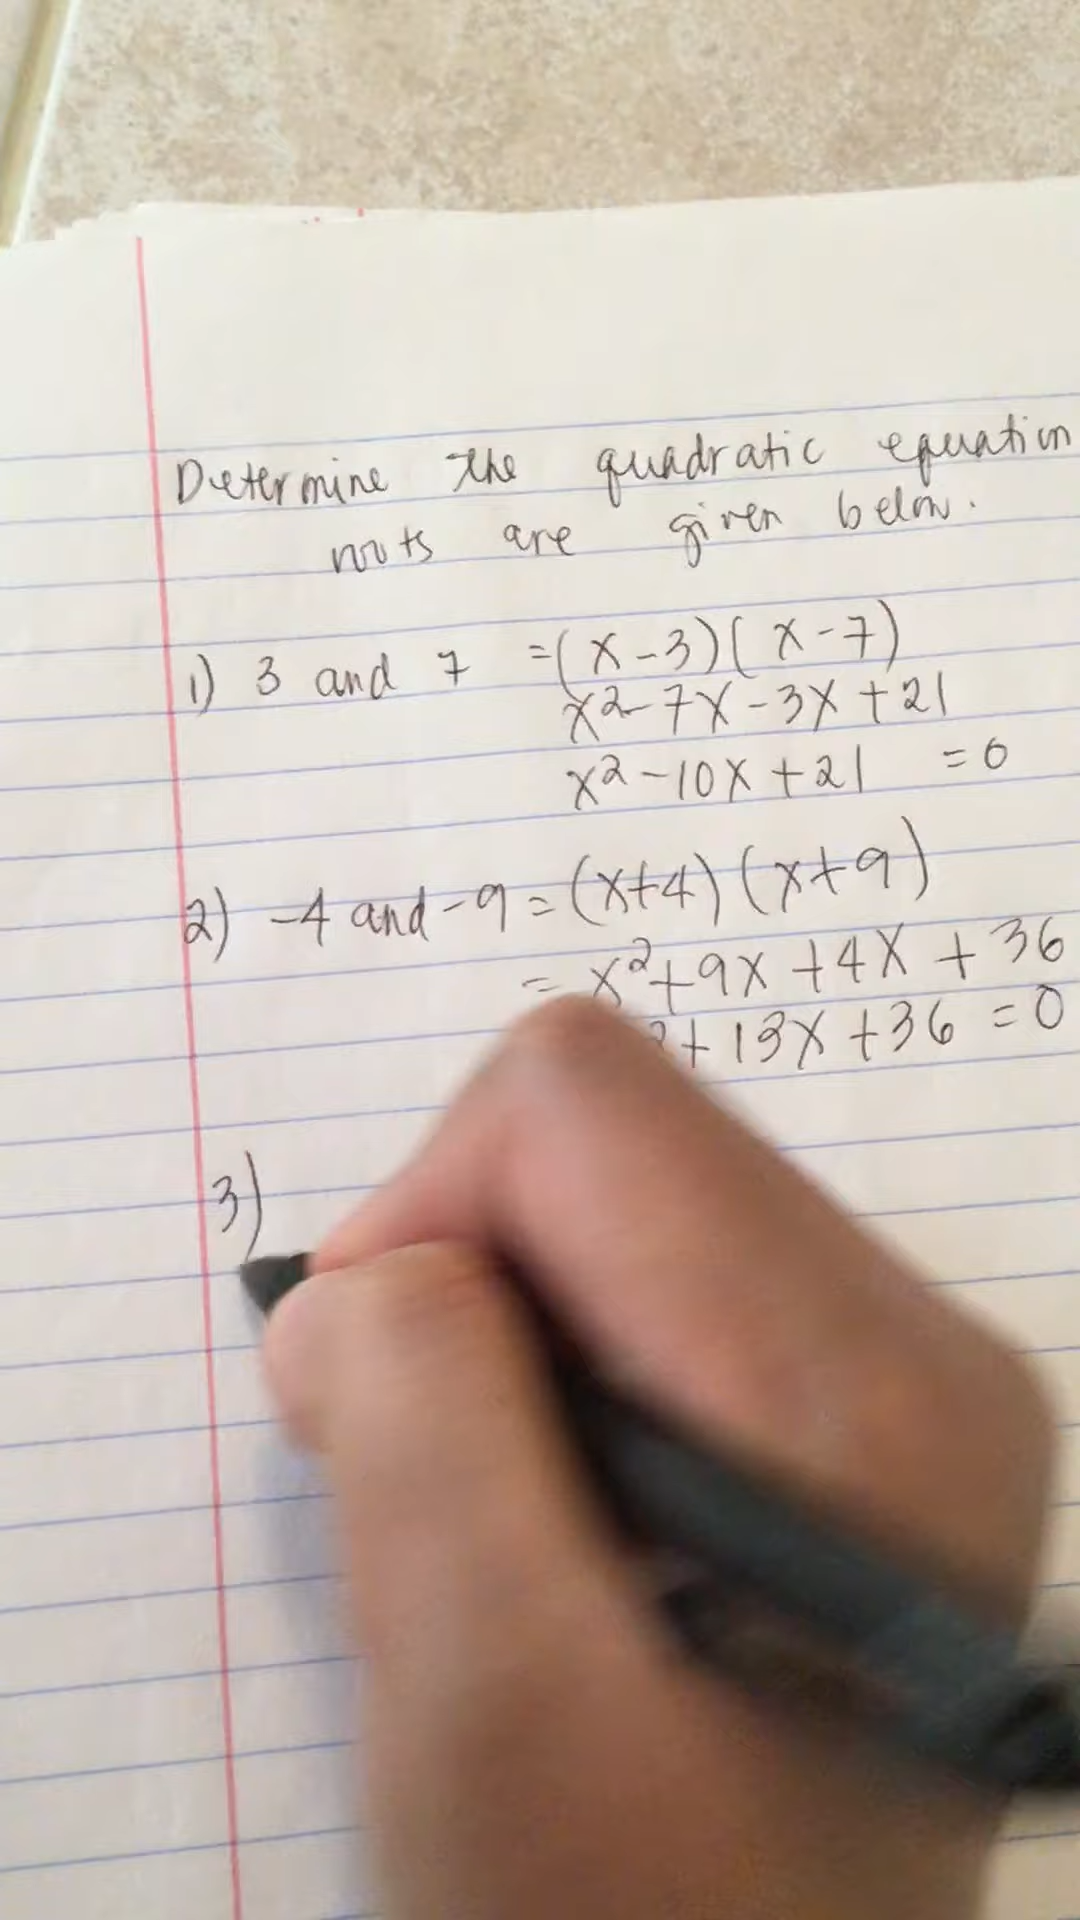 Determine the quadratic equation
roots are given below.
1) 3 and 7 =(x-3)(x-7)
x2-7x-3x+21
x2-10x+21 =0
2) -4 and -9 = (x+4)(x+9)
= x²+9x+4x+36
²+13x+36 =0
3)